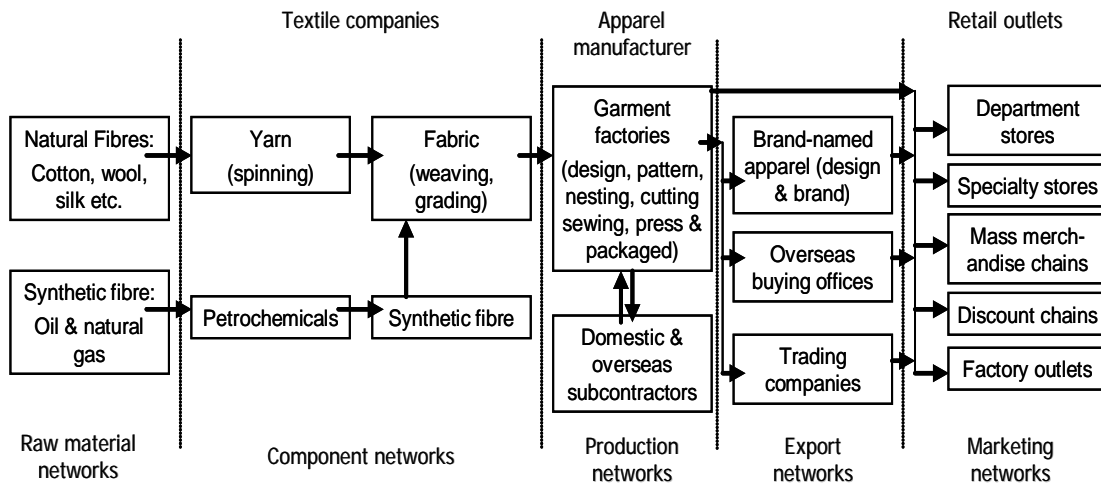 Textile companies
Apparel
manufacturer
Retail outlets
Natural Fibres:
Cotton, wool,
silk etc.
Yarn
(spinning)
Fabric
(weaving,
grading)
Garment
factories
(design, pattern,
nesting, cutting
sewing, press &
packaged)
Brand-named
apparel (design
& brand)
Department
stores
Specialty stores
Overseas
buying offices
Mass merch-
andise chains
Synthetic fibre:
Oil & natural
gas
Petrochemicals
Synthetic fibre
Domestic &
overseas
subcontractors
Trading
companies
Discount chains
Factory outlets
Raw material
networks
Component networks
Production
networks
Export
networks
Marketing
networks